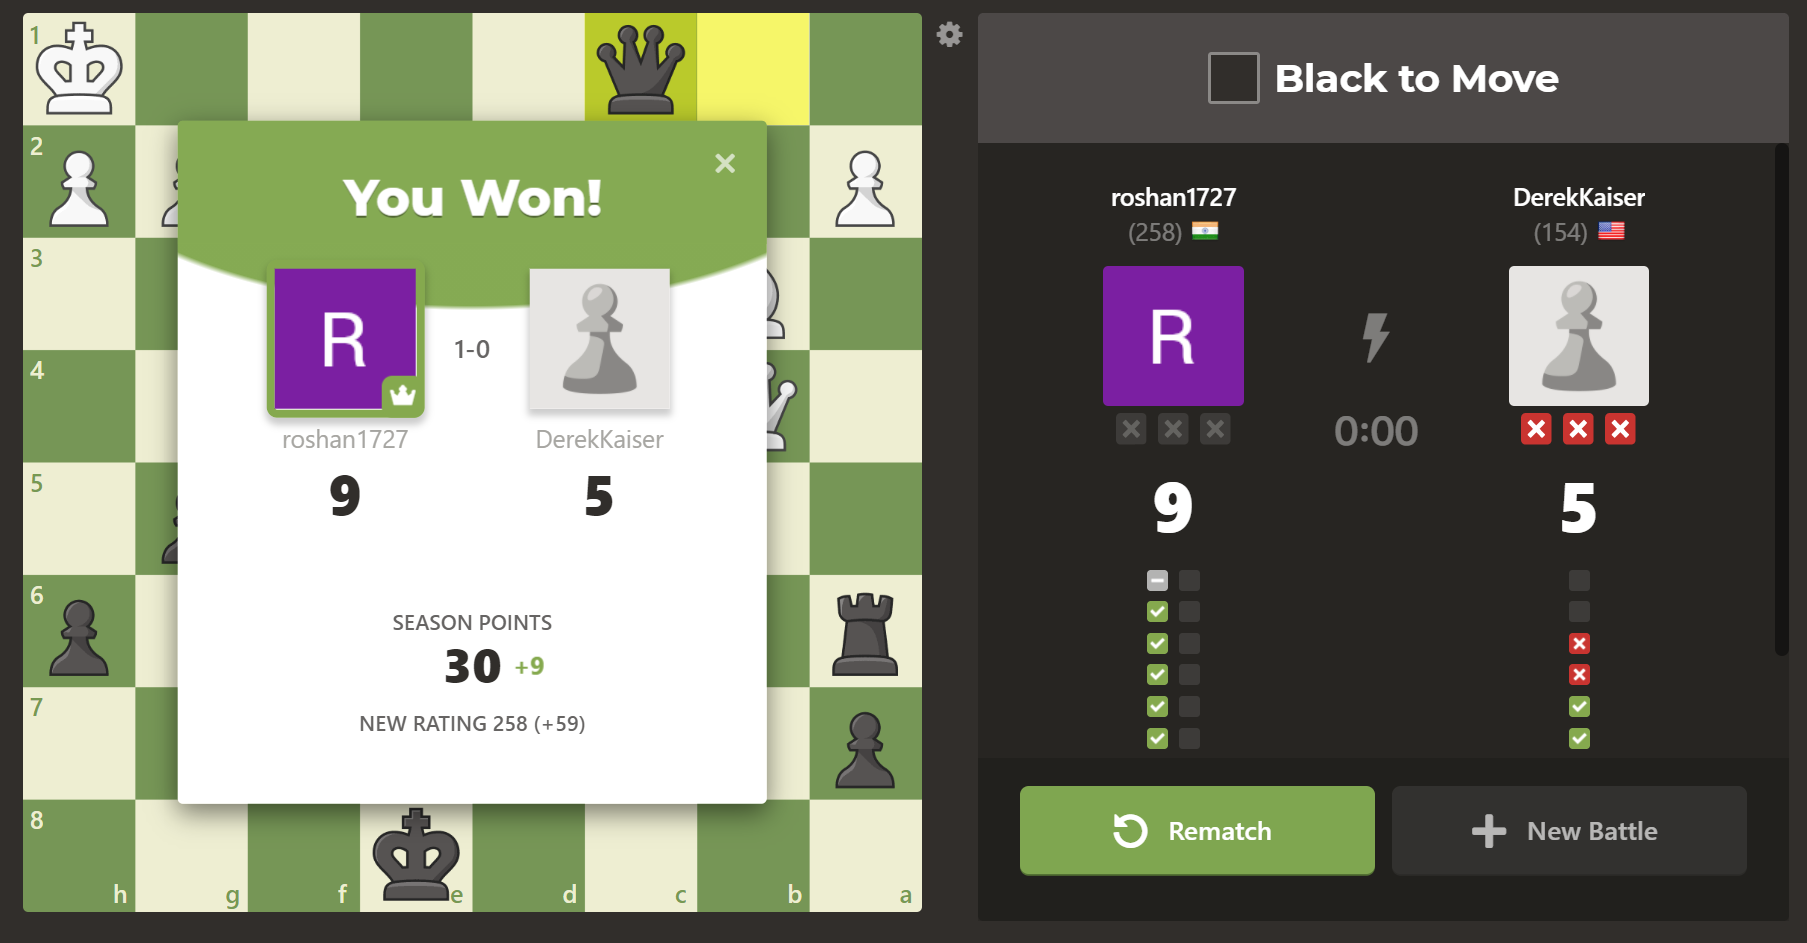 1
2
3
4
5
6
7
8
h
g
f
e
d
c
b
a
You Won!
R
1-0
roshan1727
DerekKaiser
9
5
SEASON POINTS
30 +9
NEW RATING 258 (+59)
Black to Move
roshan1727
(258)
DerekKaiser
(154)
R
0:00
9
5
Rematch
New Battle